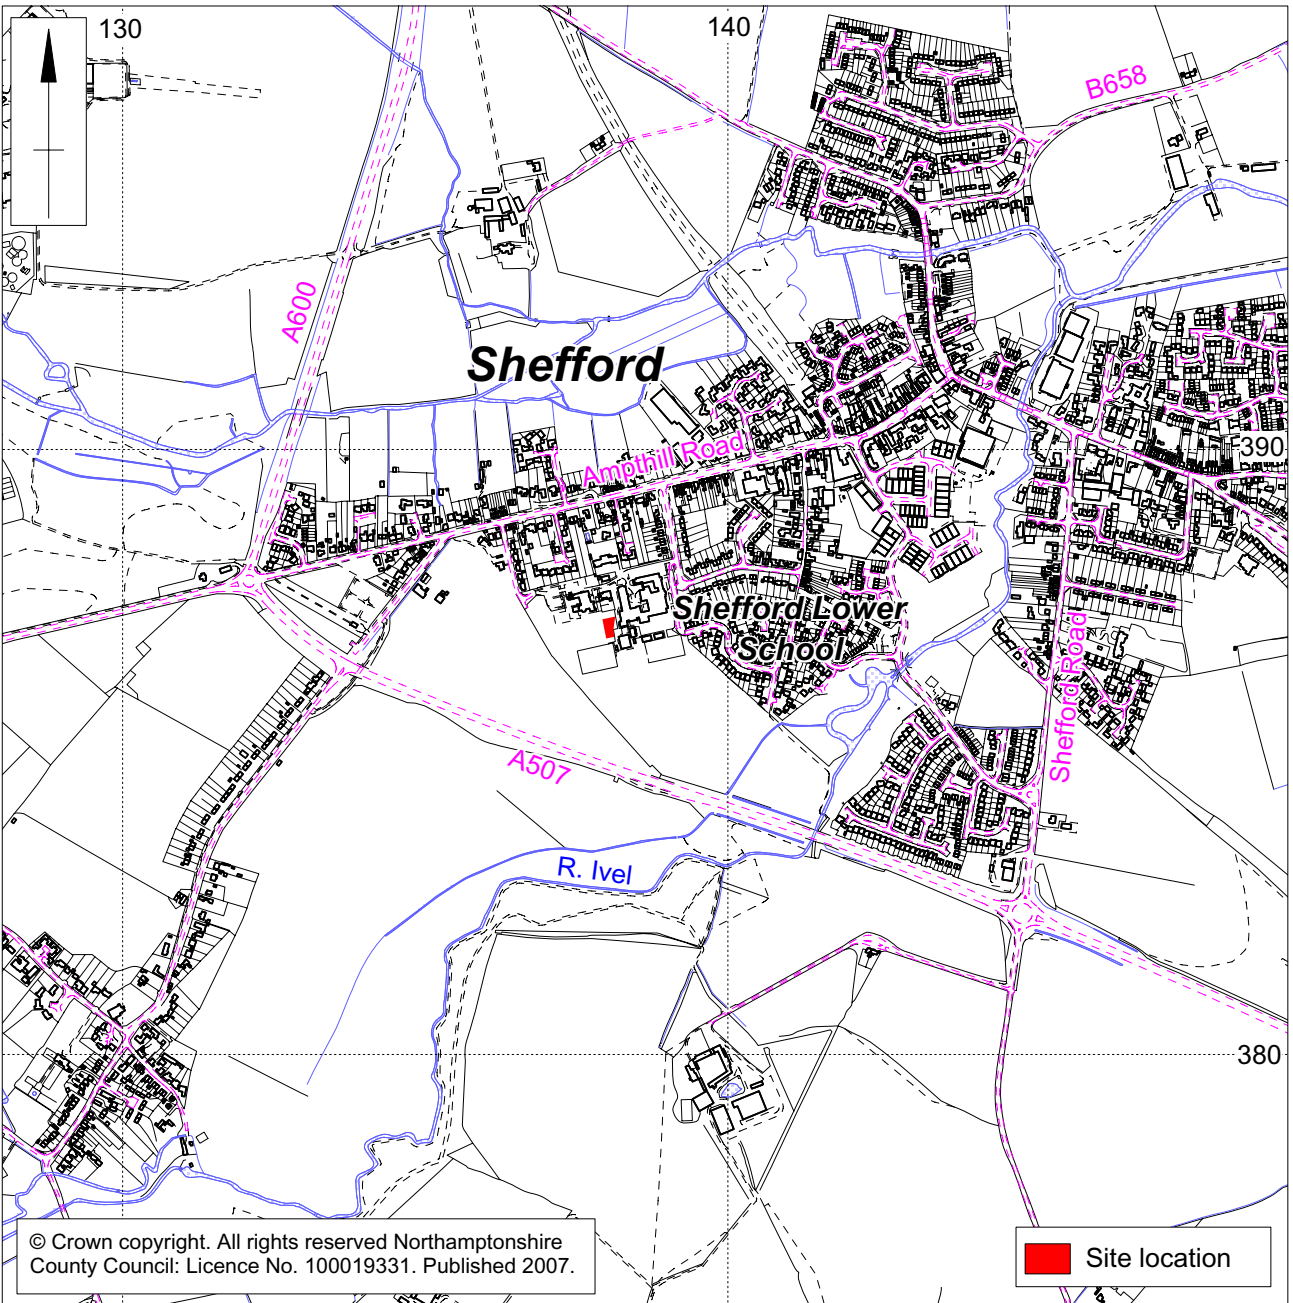 130
140
B658
A600
Shefford
Ampthill Road
390
Shefford Lower
School
Shefford Road
A507
R. Ivel
380
© Crown copyright. All rights reserved Northamptonshire
County Council: Licence No. 100019331. Published 2007.
Site location